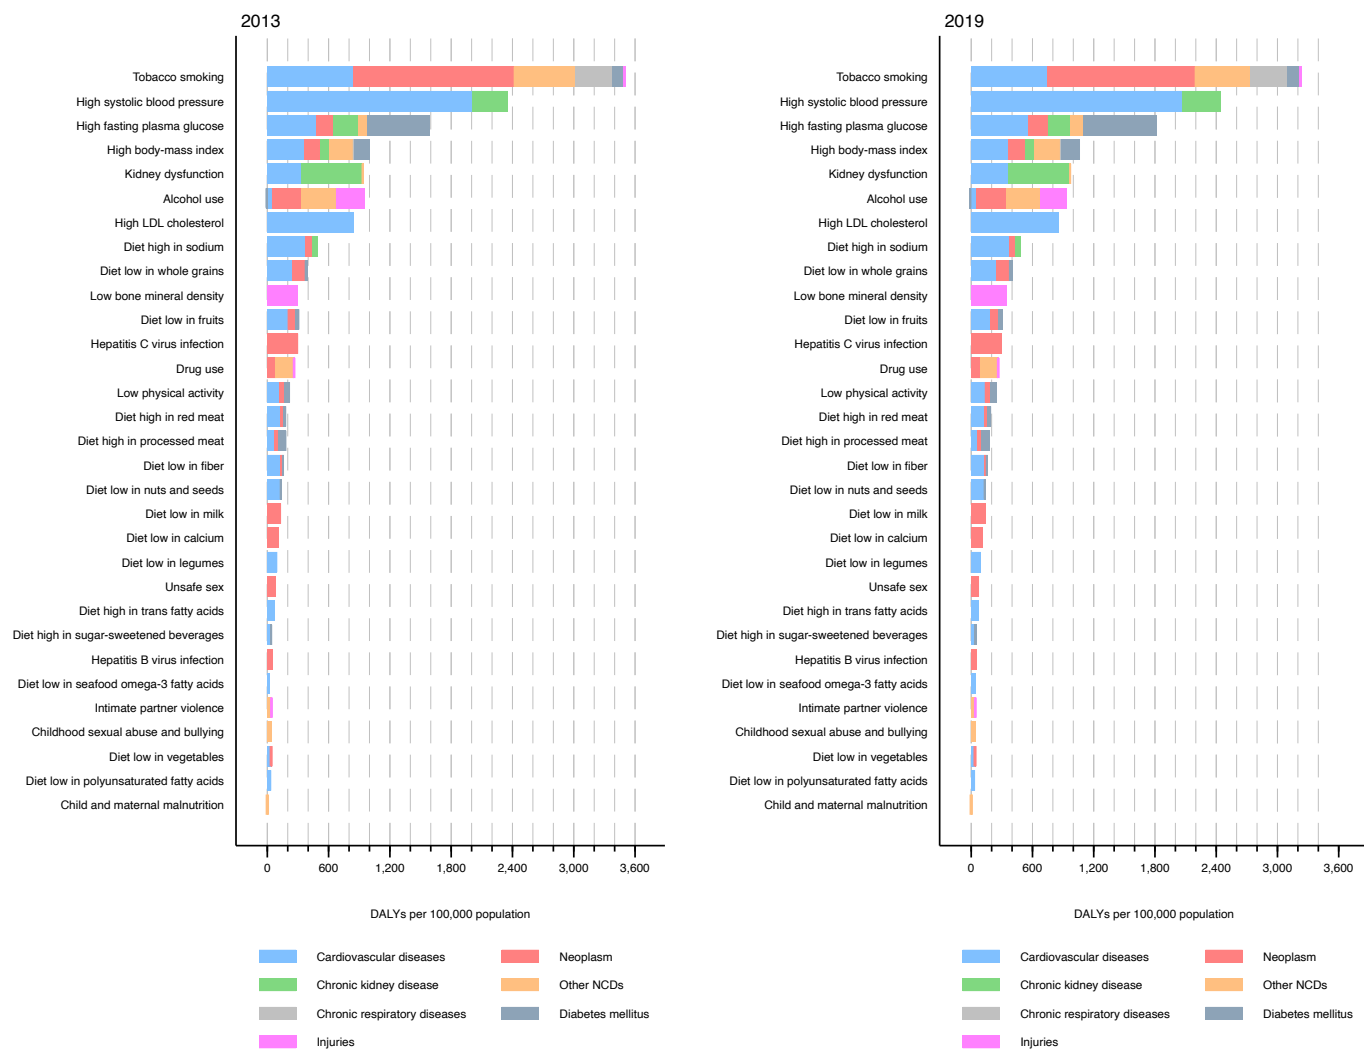 2013
Tobacco smoking
High systolic blood pressure
High fasting plasma glucose
High body-mass index
Kidney dysfunction
Alcohol use
High LDL cholesterol
Diet high in sodium
Diet low in whole grains
Low bone mineral density
Diet low in fruits
Hepatitis C virus infection
Drug use
Low physical activity
Diet high in red meat
Diet high in processed meat
Diet low in fiber
Diet low in nuts and seeds
Diet low in milk
Diet low in calcium
Diet low in legumes
Unsafe sex
Diet high in trans fatty acids
Diet high in sugar-sweetened beverages
Hepatitis B virus infection
Diet low in seafood omega-3 fatty acids
Intimate partner violence
Childhood sexual abuse and bullying
Diet low in vegetables
Diet low in polyunsaturated fatty acids
Child and maternal malnutrition
0 600 1,200 1,800 2,400 3,000 3,600
DALYs per 100,000 population
Cardiovascular diseases Neoplasm
Chronic kidney disease Other NCDs
Chronic respiratory diseases Diabetes mellitus
Injuries
2019
Tobacco smoking
High systolic blood pressure
High fasting plasma glucose
High body-mass index
Kidney dysfunction
Alcohol use
High LDL cholesterol
Diet high in sodium
Diet low in whole grains
Low bone mineral density
Diet low in fruits
Hepatitis C virus infection
Drug use
Low physical activity
Diet high in red meat
Diet high in processed meat
Diet low in fiber
Diet low in nuts and seeds
Diet low in milk
Diet low in calcium
Diet low in legumes
Unsafe sex
Diet high in trans fatty acids
Diet high in sugar-sweetened beverages
Hepatitis B virus infection
Diet low in seafood omega-3 fatty acids
Intimate partner violence
Childhood sexual abuse and bullying
Diet low in vegetables
Diet low in polyunsaturated fatty acids
Child and maternal malnutrition
0 600 1,200 1,800 2,400 3,000 3,600
DALYs per 100,000 population
Cardiovascular diseases Neoplasm
Chronic kidney disease Other NCDs
Chronic respiratory diseases Diabetes mellitus
Injuries